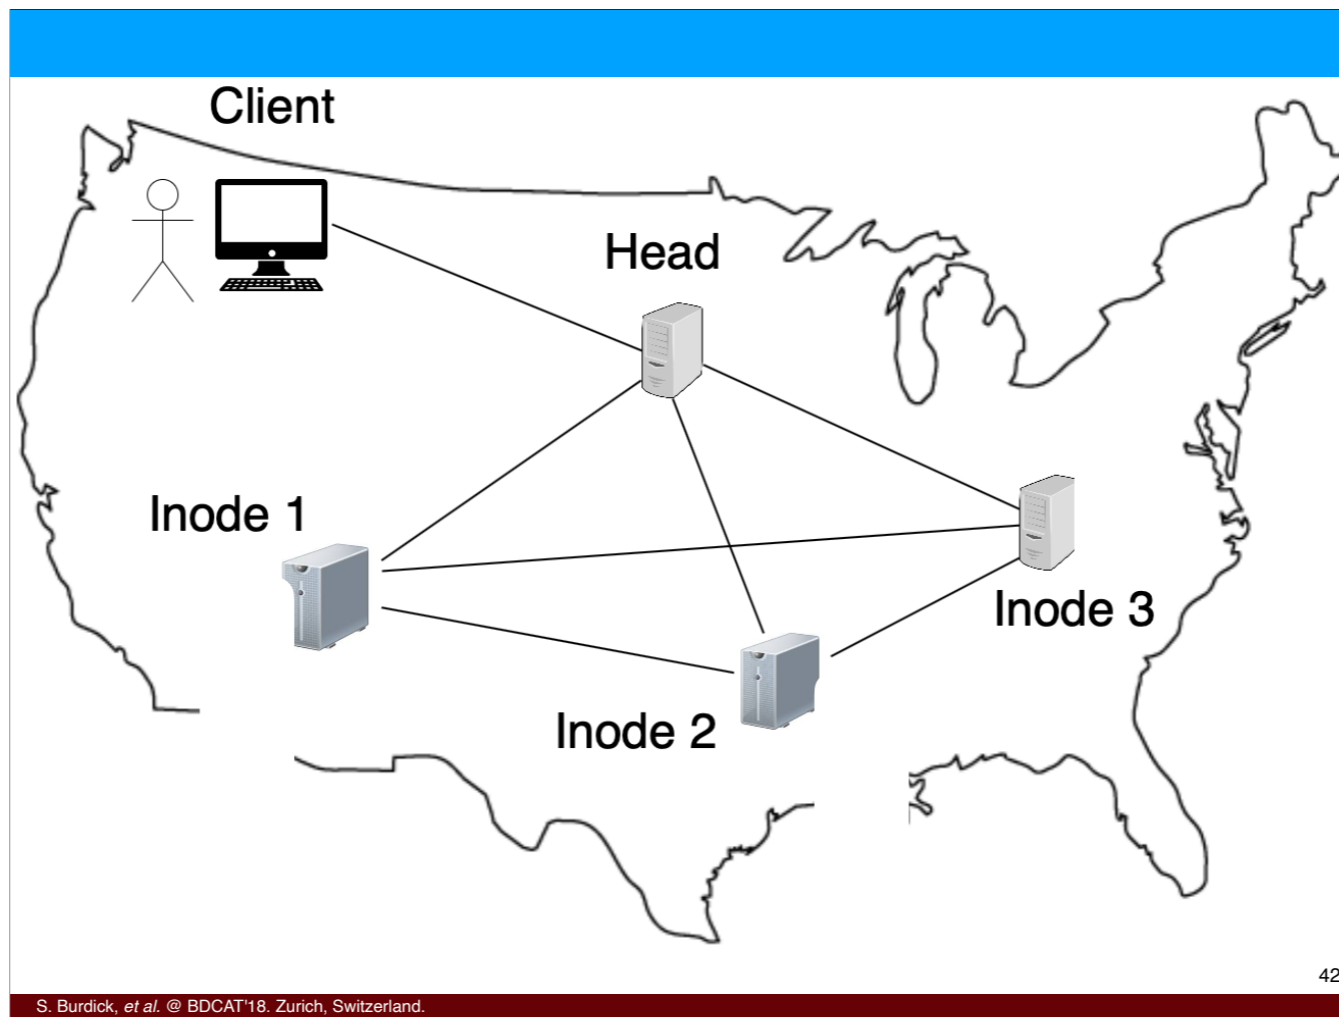 Client
Head
Inode 1
Inode 3
Inode 2
42
S. Burdick, et al. @ BDCAT'18. Zurich, Switzerland.